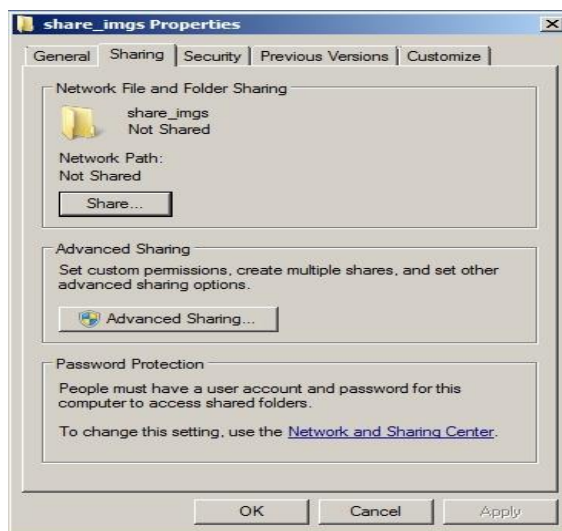 share_imgs Properties
General Sharing Security Previous Versions Customize
Network File and Folder Sharing
share_imgs
Not Shared
Network Path:
Not Shared
Share...
Advanced Sharing
Set custom permissions, create multiple shares, and set other
advanced sharing options.
Advanced Sharing...
Password Protection
People must have a user account and password for this
computer to access shared folders.
To change this setting, use the Network and Sharing Center.
OK Cancel Apply